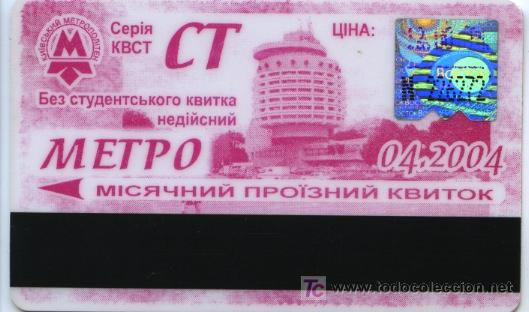 КИЇВСЬКИЙ МЕТРОПОЛІТЕН
М
Серія
КВСТ
СТ
ЦІНА:
Без студентського квитка
недійсний
МЕТРО
04.2004
МІСЯЧНИЙ ПРОЇЗНИЙ КВИТОК
TC www.todocoleccion.net